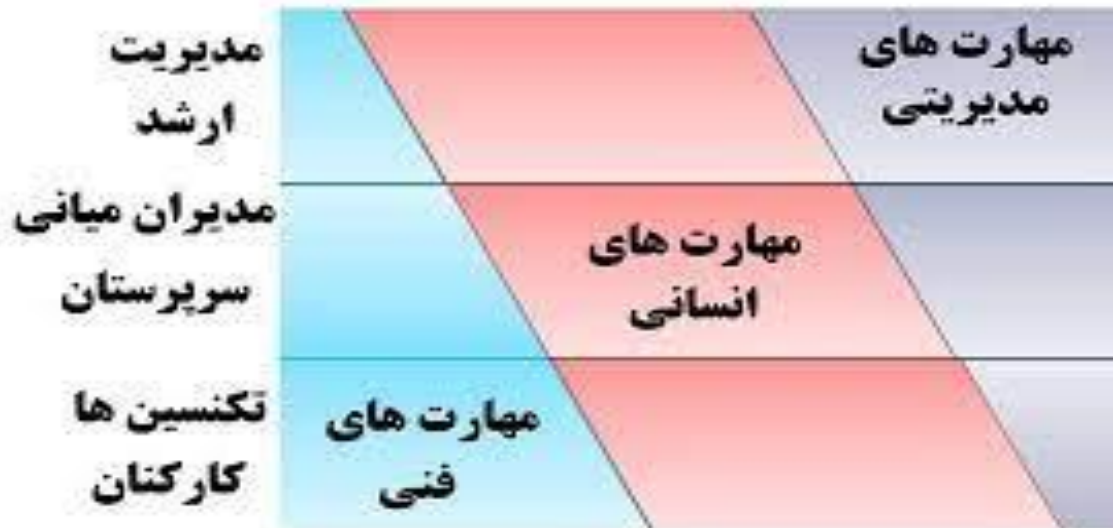 مدیریت
ارشد
مهارت های
مدیریتی
مدیران میانی
سرپرستان
مهارت های
انسانی
تکنسین ها
کارکنان
مهارت های
فنی